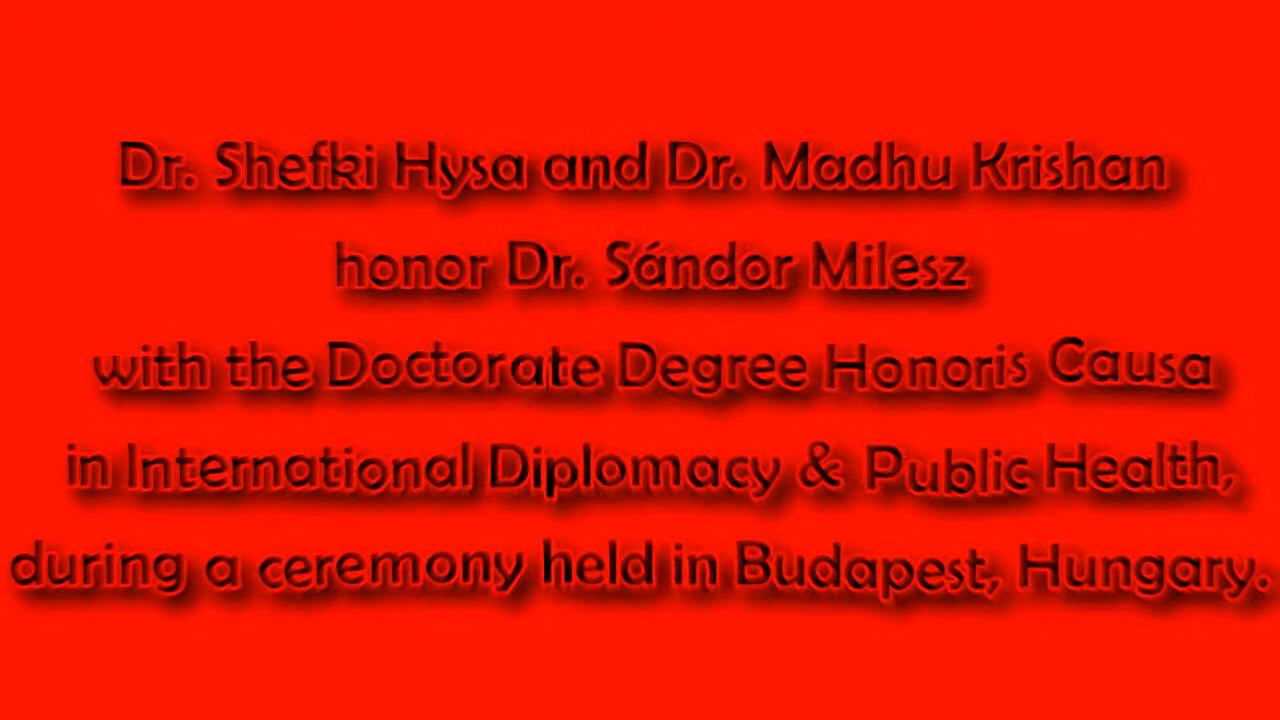 Dr. Shefki Hysa and Dr. Madhu Krishan
honor Dr. Sándor Milesz
with the Doctorate Degree Honoris Causa
in International Diplomacy & Public Health,
during a ceremony held in Budapest, Hungary.